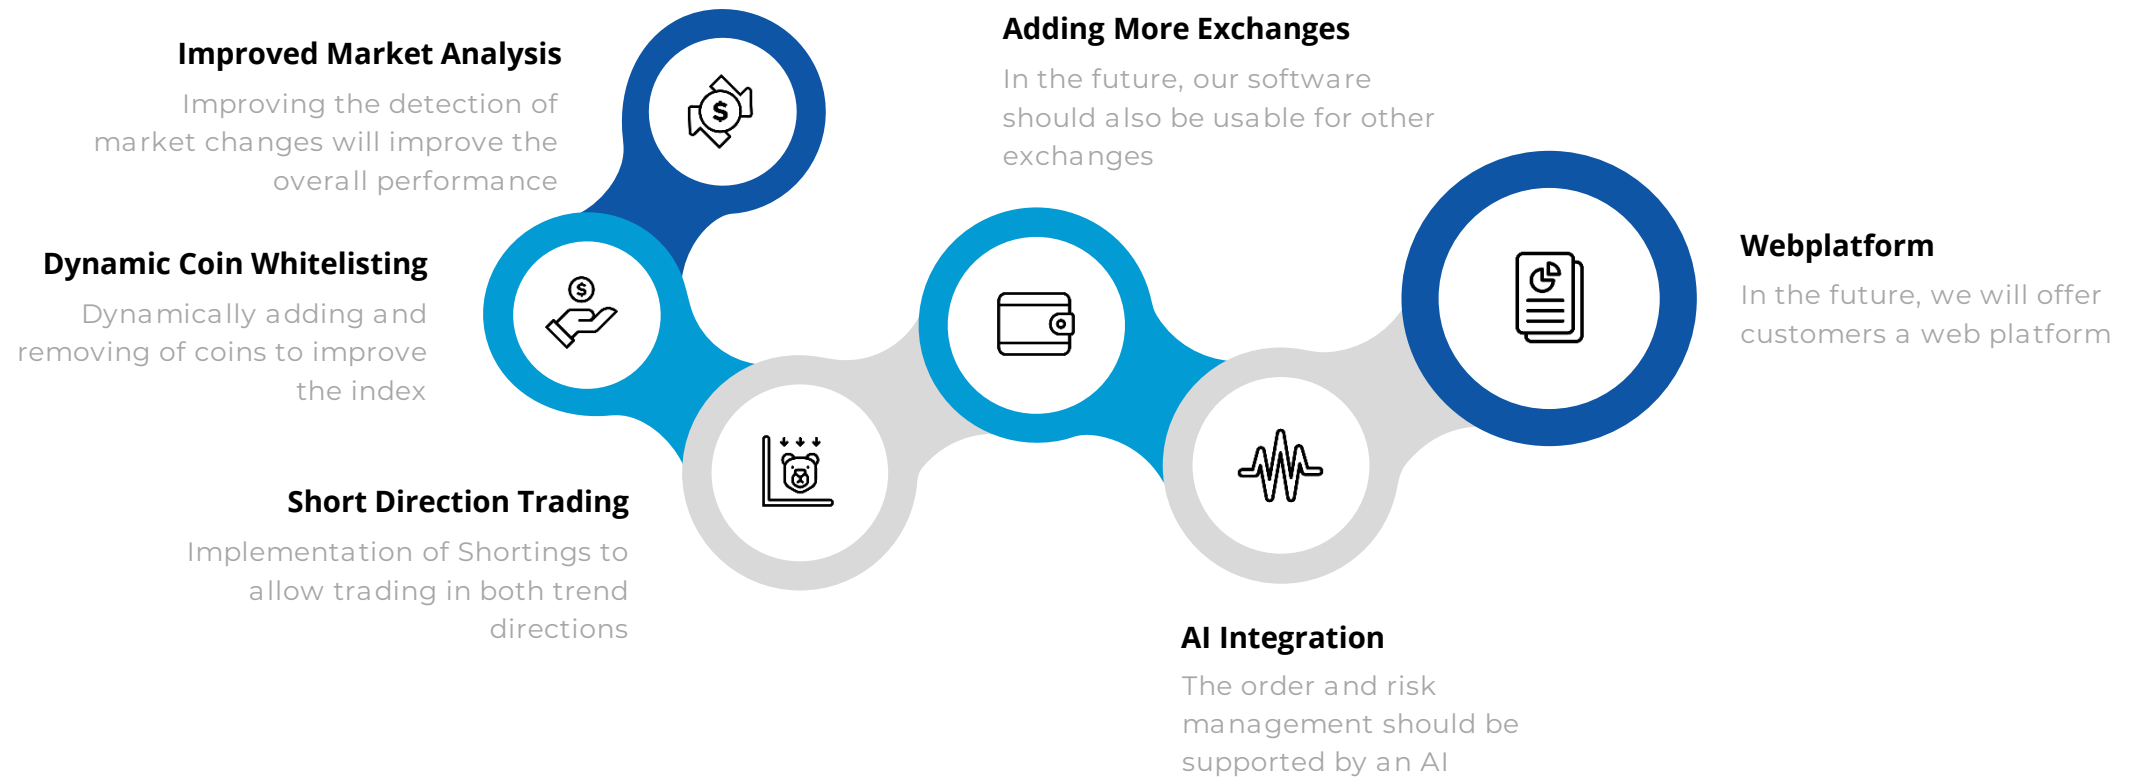 Improved Market Analysis
Improving the detection of
market changes will improve the
overall performance
Dynamic Coin Whitelisting
Dynamically adding and
removing of coins to improve
the index
Short Direction Trading
Implementation of Shortings to
allow trading in both trend
directions
Adding More Exchanges
In the future, our software
should also be usable for other
exchanges
AI Integration
The order and risk
management should be
supported by an AI
Webplatform
In the future, we will offer
customers a web platform
$
$